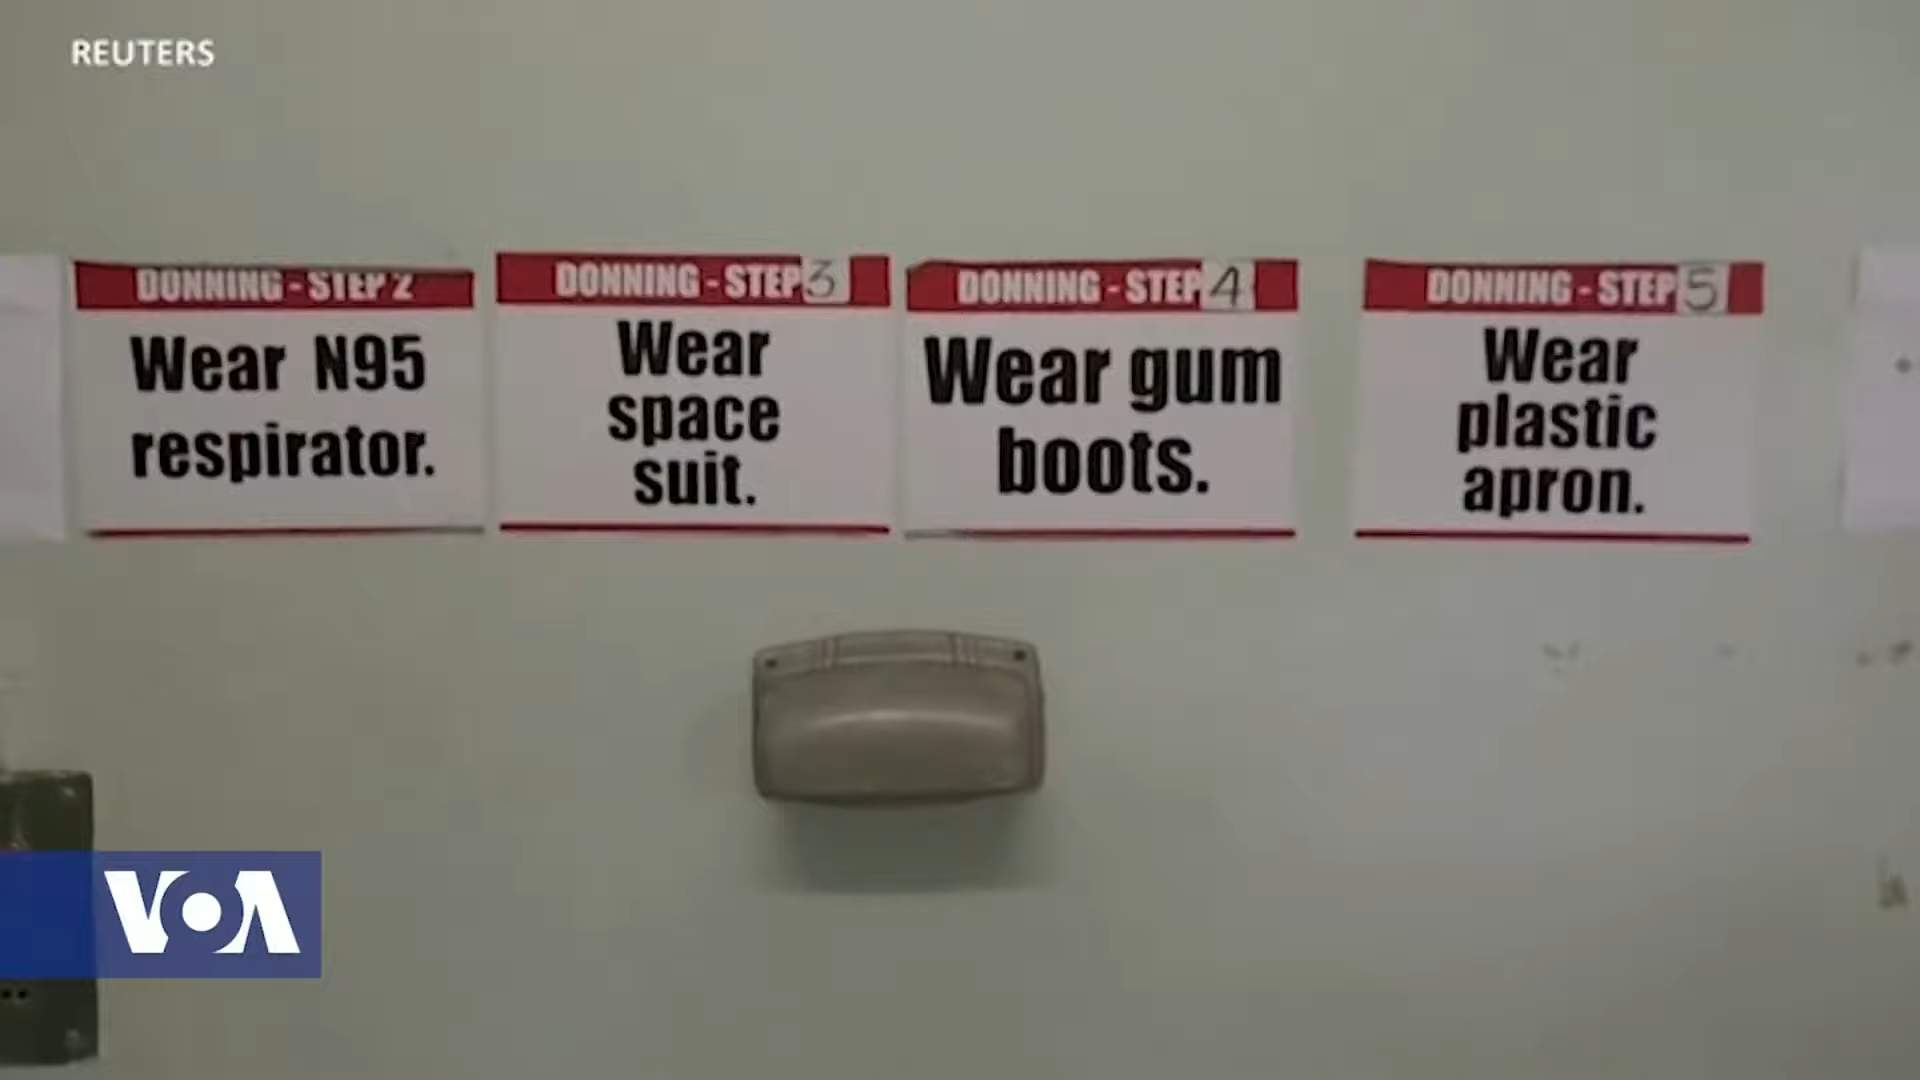 REUTERS
DONNING - STEP 2
Wear N95
respirator.
DONNING - STEP 3
Wear
space
suit.
DONNING - STEP 4
Wear gum
boots.
DONNING - STEP 5
Wear
plastic
apron.
VOA